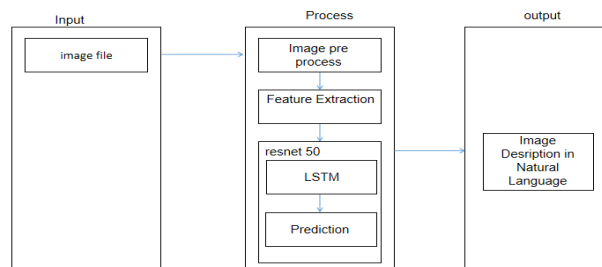 Input
image file
Process
Image pre
process
Feature Extraction
resnet 50
LSTM
Prediction
output
Image
Desription in
Natural
Language